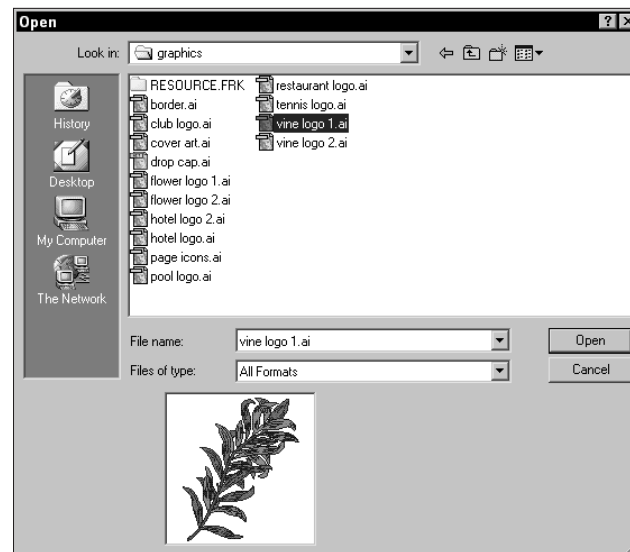 Open
Look in: graphics
History
Desktop
My Computer
The Network
RESOURCE.FRK
border.ai
club logo.ai
cover art.ai
drop cap.ai
flower logo 1.ai
flower logo 2.ai
hotel logo 2.ai
hotel logo.ai
page icons.ai
pool logo.ai
restaurant logo.ai
tennis logo.ai
vine logo 1.ai
vine logo 2.ai
File name: vine logo 1.ai Open
Files of type: All Formats Cancel